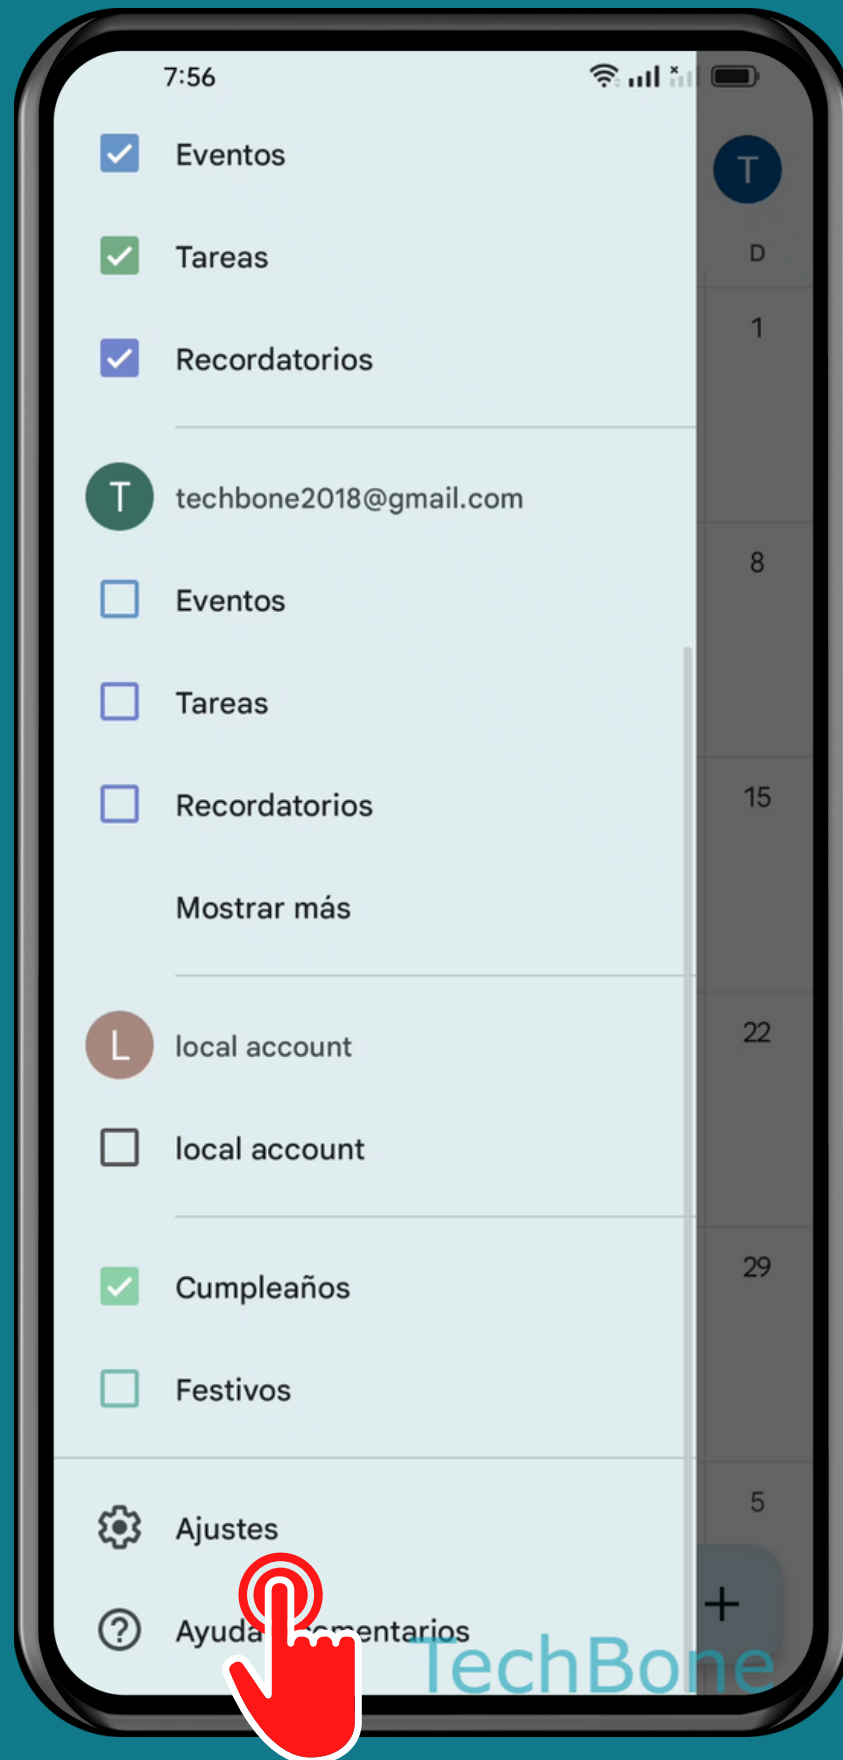 7:56
Eventos
T
Tareas
D
1
Recordatorios
T
techbone2018@gmail.com
8
Eventos
Tareas
15
Recordatorios
Mostrar más
22
L
local account
local account
29
Cumpleaños
Festivos
5
Ajustes
Ayuda comentarios
TechBone